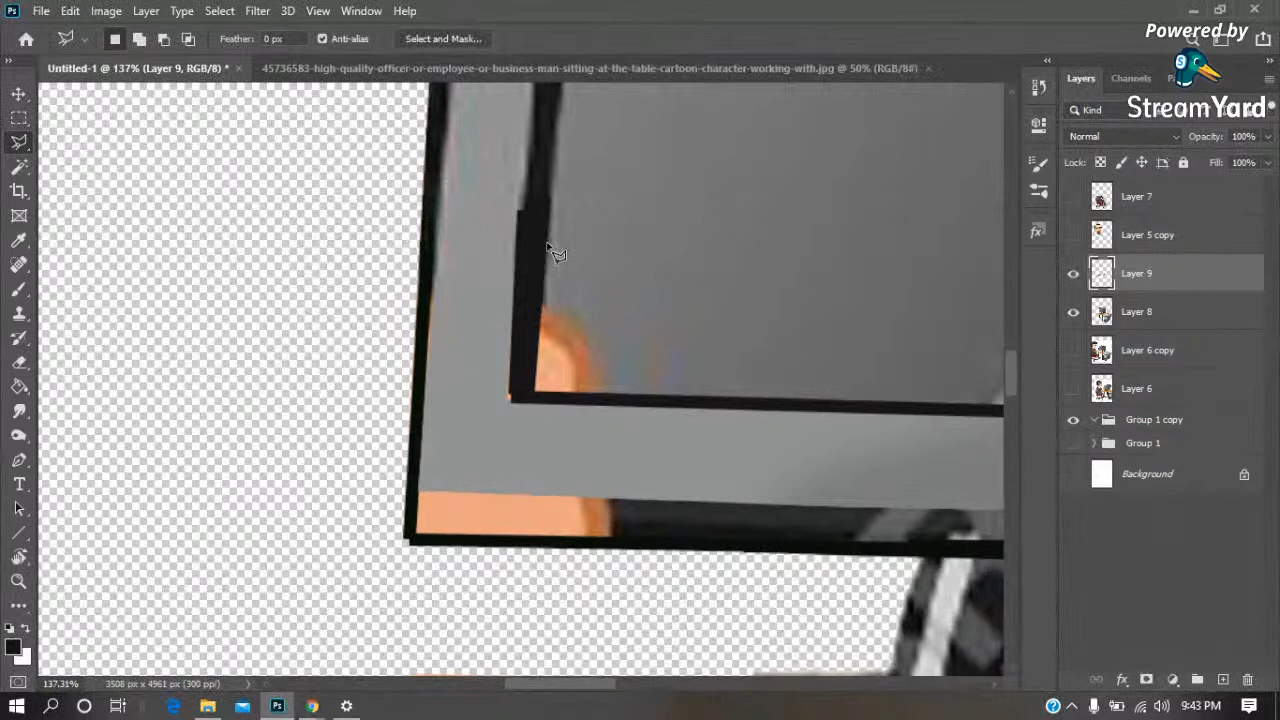 Ps File Edit Image Layer Type Select Filter 3D View Window Help
Powered by
StreamYard
Feather: 0 px Anti-alias Select and Mask...
Untitled-1 @ 137% (Layer 9, RGB/8) * × 45736583-high-quality-officer-or-employee-or-business-man-sitting-at-the-table-cartoon-character-working-with.jpg @ 50% (RGB/8#) ×
Layers Channels
Kind
Normal Opacity: 100%
Lock: Fill: 100%
Layer 7
Layer 5 copy
Layer 9
Layer 8
Layer 6 copy
Layer 6
Group 1 copy
Group 1
Background
fx
137.31% 3508 px x 4961 px (300 ppi)
fx
Ps
9:43 PM